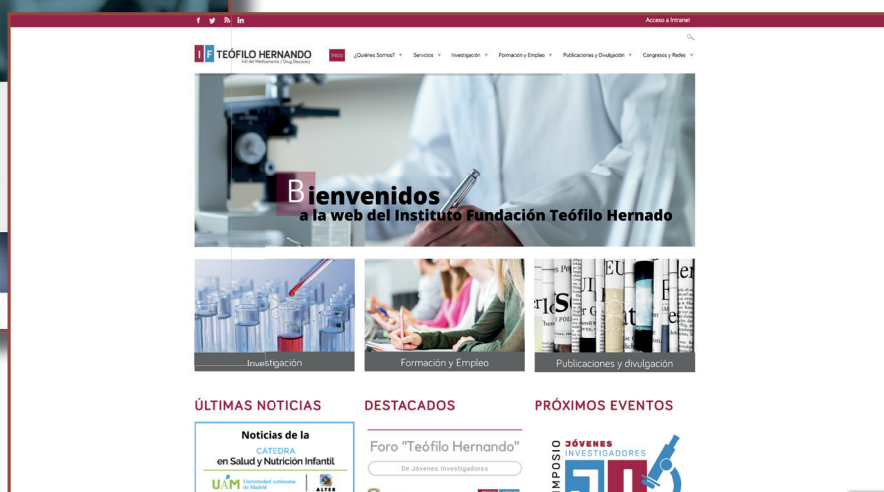 Acceso a Intranet
IF TEÓFILO HERNANDO
I+D del Medicamento / Drug Discovery
Inicio ¿Quiénes Somos? Servicios Investigación Formación y Empleo Publicaciones y Divulgación Congresos y Redes
Bienvenidos
a la web del Instituto Fundación Teófilo Hernado
Investigación
Formación y Empleo
Publicaciones y divulgación
ÚLTIMAS NOTICIAS
Noticias de la
CATEDRA
en Salud y Nutrición Infantil
UAM Universidad autónoma
de Madrid
ALTER
DESTACADOS
Foro "Teófilo Hernando"
De Jóvenes Investigadores
PRÓXIMOS EVENTOS
JÓVENES
INVESTIGADORES